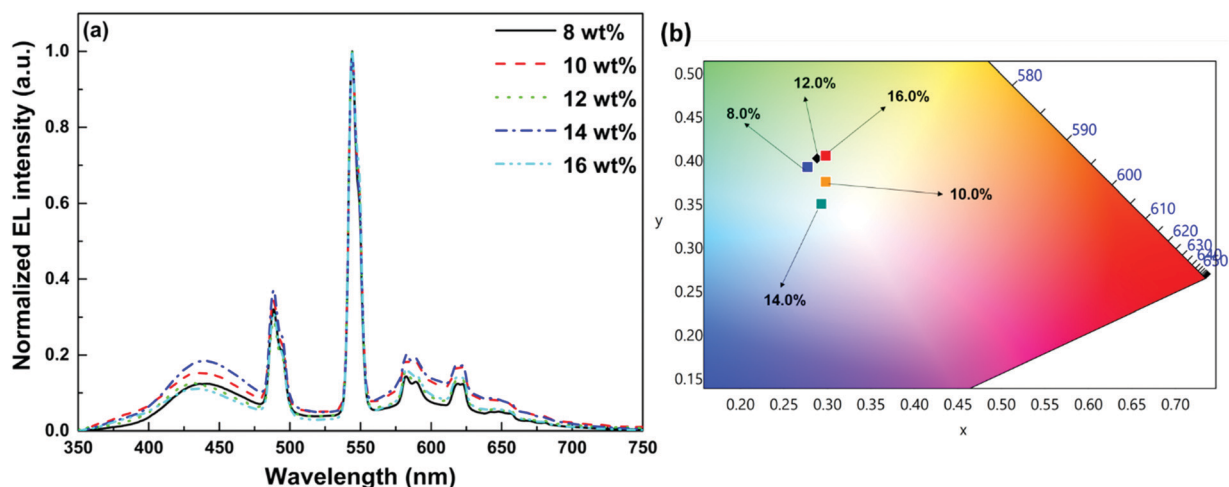 (a)
Normalized EL intensity (a.u.)
1.0
0.8
0.6
0.4
0.2
0.0
350 400 450 500 550 600 650 700 750
Wavelength (nm)
8 wt%
10 wt%
12 wt%
14 wt%
16 wt%
(b)
y
0.50
0.45
0.40
0.35
0.30
0.25
0.20
0.15
0.20 0.25 0.30 0.35 0.40 0.45 0.50 0.55 0.60 0.65 0.70
x
12.0%
16.0%
8.0%
10.0%
14.0%
580
590
600
610
620
630
640
650